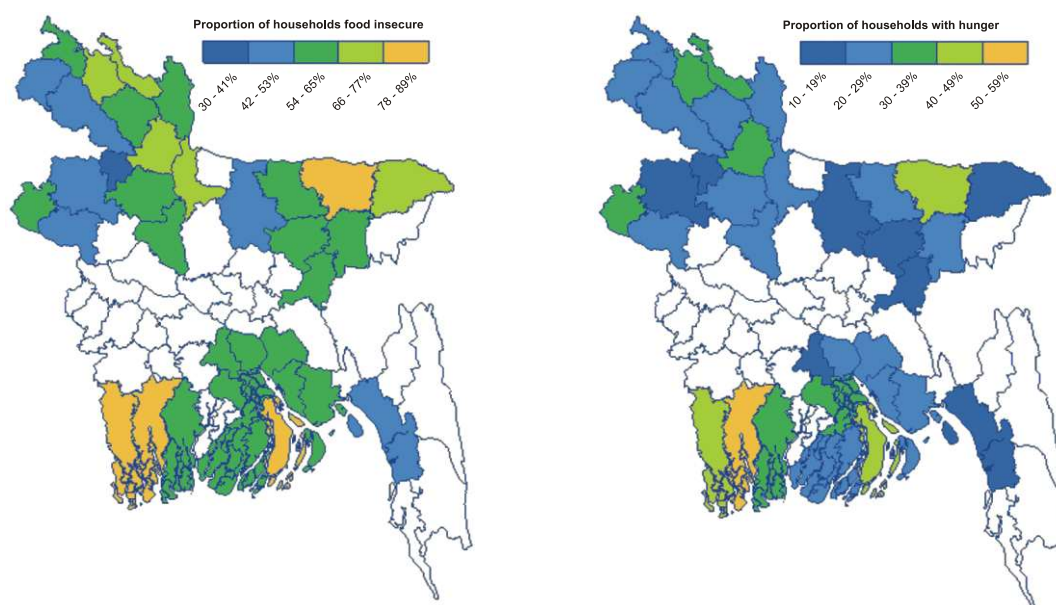 Proportion of households food insecure
30 - 41%
42 - 53%
54 - 65%
66 - 77%
78 - 89%
Proportion of households with hunger
10 - 19%
20 - 29%
30 - 39%
40 - 49%
50 - 59%